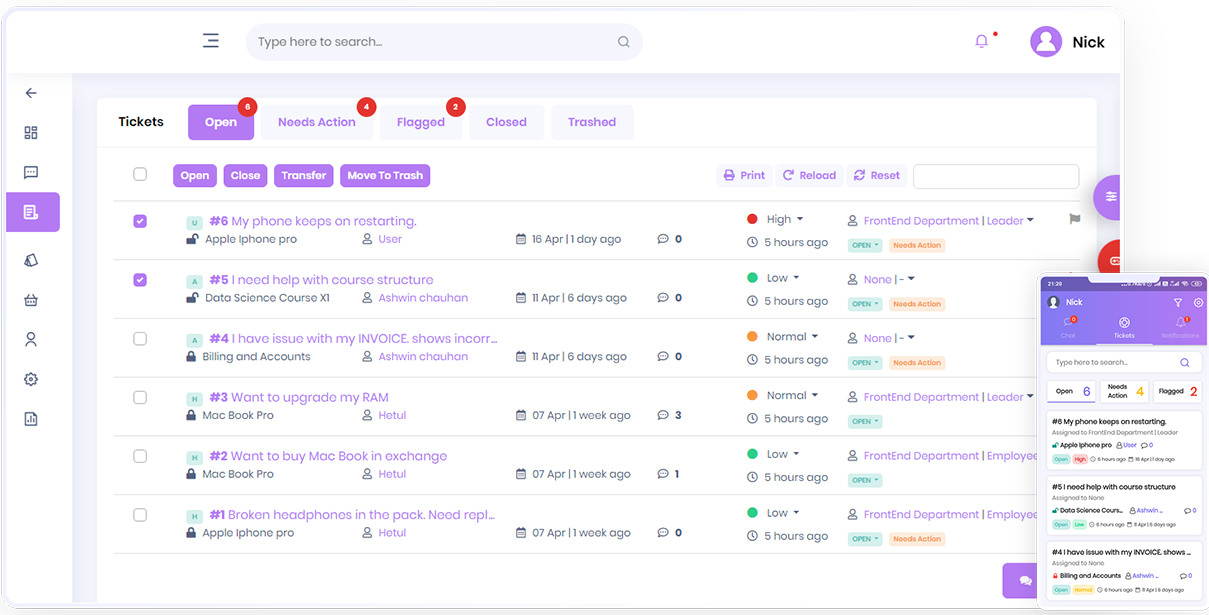 Type here to search...
Nick
Tickets
Open 6
Needs Action 4
Flagged 2
Closed
Trashed
Open Close Transfer Move To Trash
Print Reload Reset
U #6 My phone keeps on restarting.
Apple Iphone pro User 16 Apr | 1 day ago 0
High FrontEnd Department | Leader
5 hours ago OPEN Needs Action
A #5 I need help with course structure
Data Science Course X1 Ashwin chauhan 11 Apr | 6 days ago 0
Low None | -
5 hours ago OPEN Needs Action
A #4 I have issue with my INVOICE. shows incorr...
Billing and Accounts Ashwin chauhan 11 Apr | 6 days ago 0
Normal None | -
5 hours ago OPEN Needs Action
H #3 Want to upgrade my RAM
Mac Book Pro Hetul 07 Apr | 1 week ago 3
Normal FrontEnd Department | Leader
5 hours ago OPEN
H #2 Want to buy Mac Book in exchange
Mac Book Pro Hetul 07 Apr | 1 week ago 1
Low FrontEnd Department | Employee
5 hours ago OPEN
H #1 Broken headphones in the pack. Need repl...
Apple Iphone pro Hetul 07 Apr | 1 week ago 0
Low FrontEnd Department | Employee
5 hours ago OPEN Needs Action
21:20
Nick
0 1
Chat Tickets Notifications
Type here to search...
Open 6 Needs Action 4 Flagged 2
#6 My phone keeps on restarting.
Assigned to FrontEnd Department | Leader
Apple Iphone pro User 0
Open High 6 hours ago 16 Apr | 1 day ago
#5 I need help with course structure
Assigned to None
Data Science Cours... Ashwin ... 0
Open Low 6 hours ago 11 Apr | 6 days ago
#4 I have issue with my INVOICE. shows ...
Assigned to None
Billing and Accounts Ashwin ... 0
Open Normal 6 hours ago 11 Apr | 6 days ago